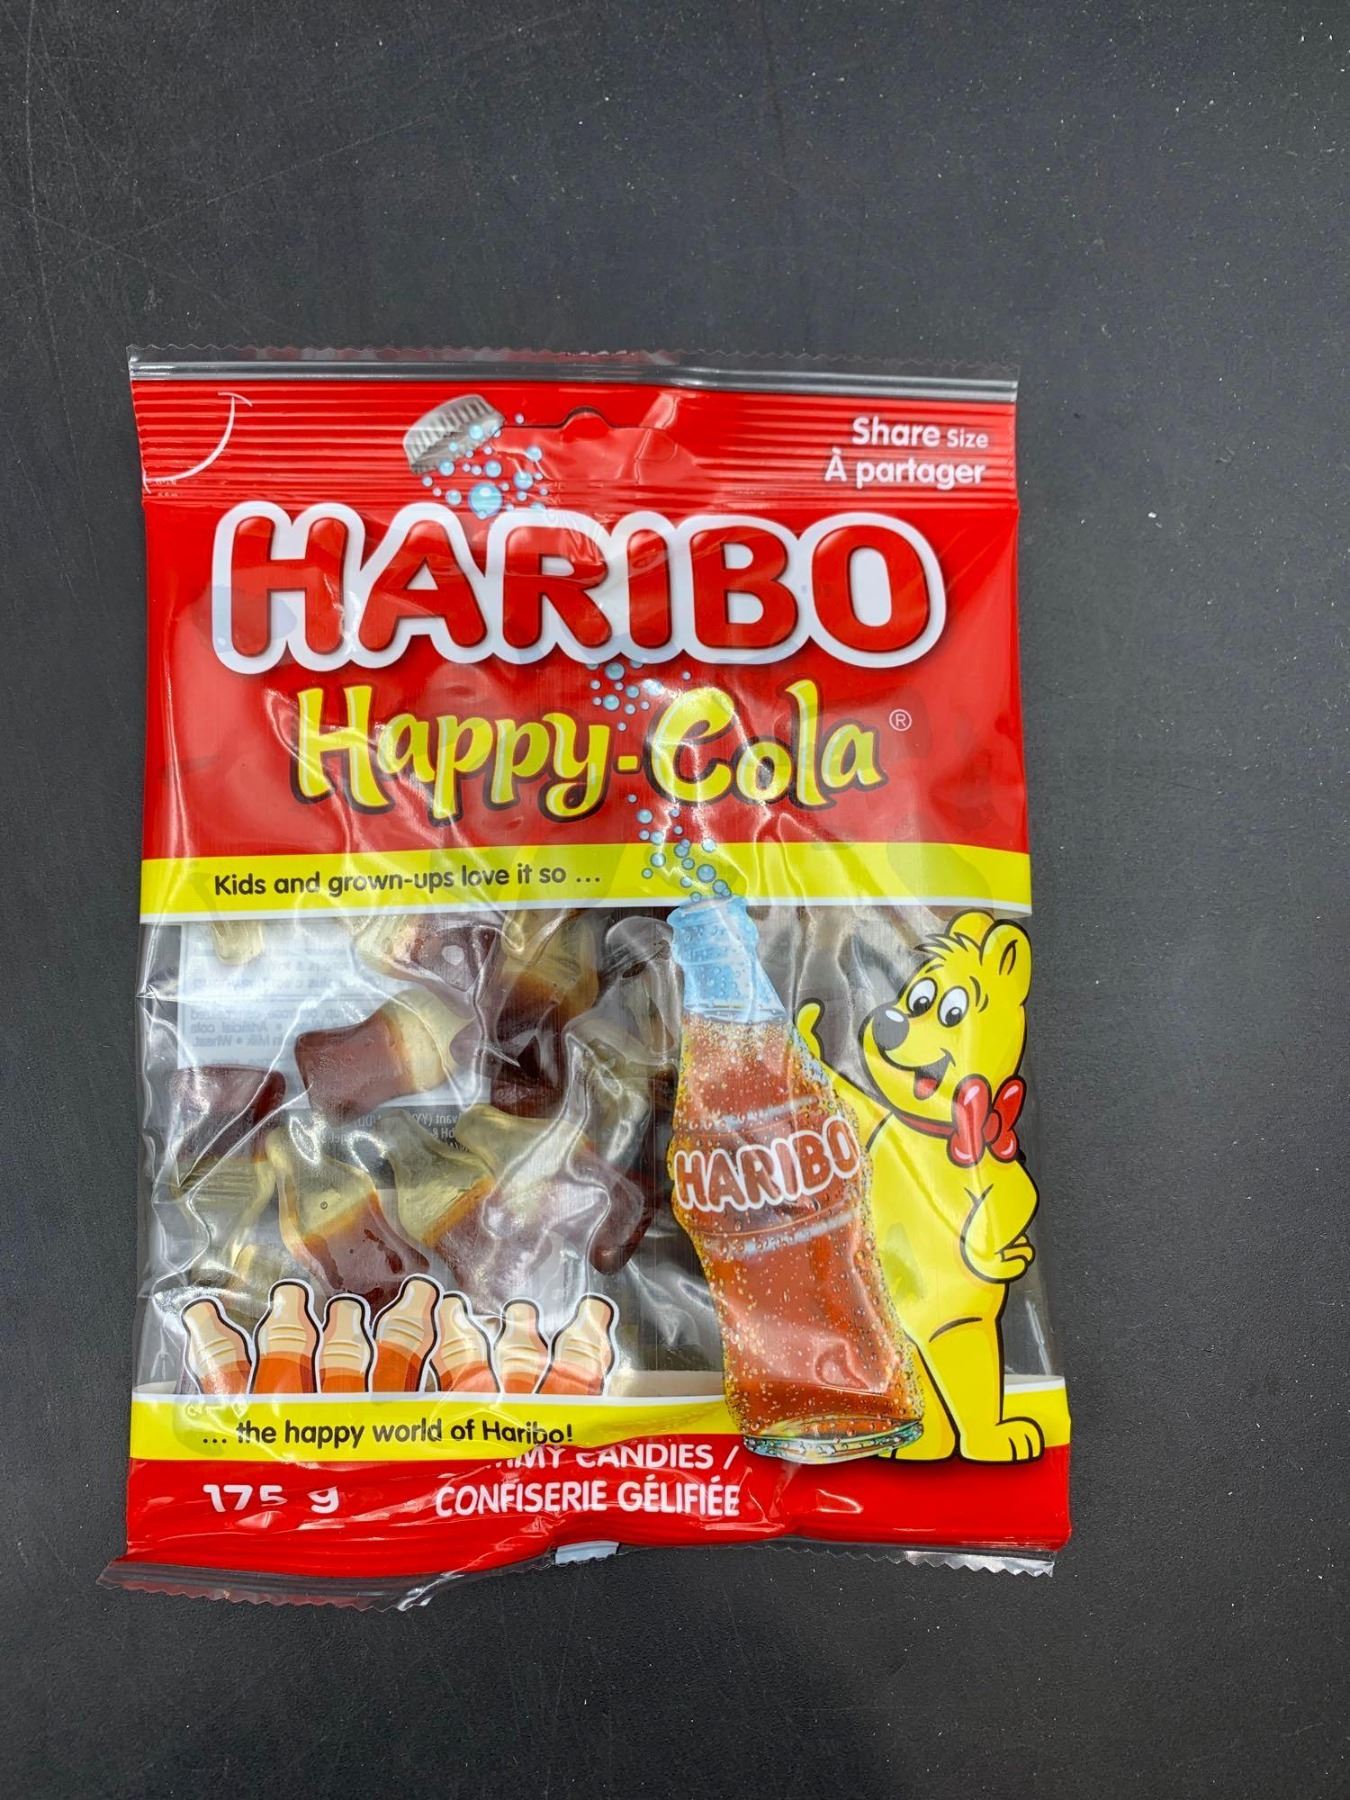 Share size
À partager
HARIBO
Happy-Cola®
Kids and grown-ups love it so ...
HARIBO
... the happy world of Haribo!
CANDIES /
175 g
CONFISERIE GÉLIFIÉE